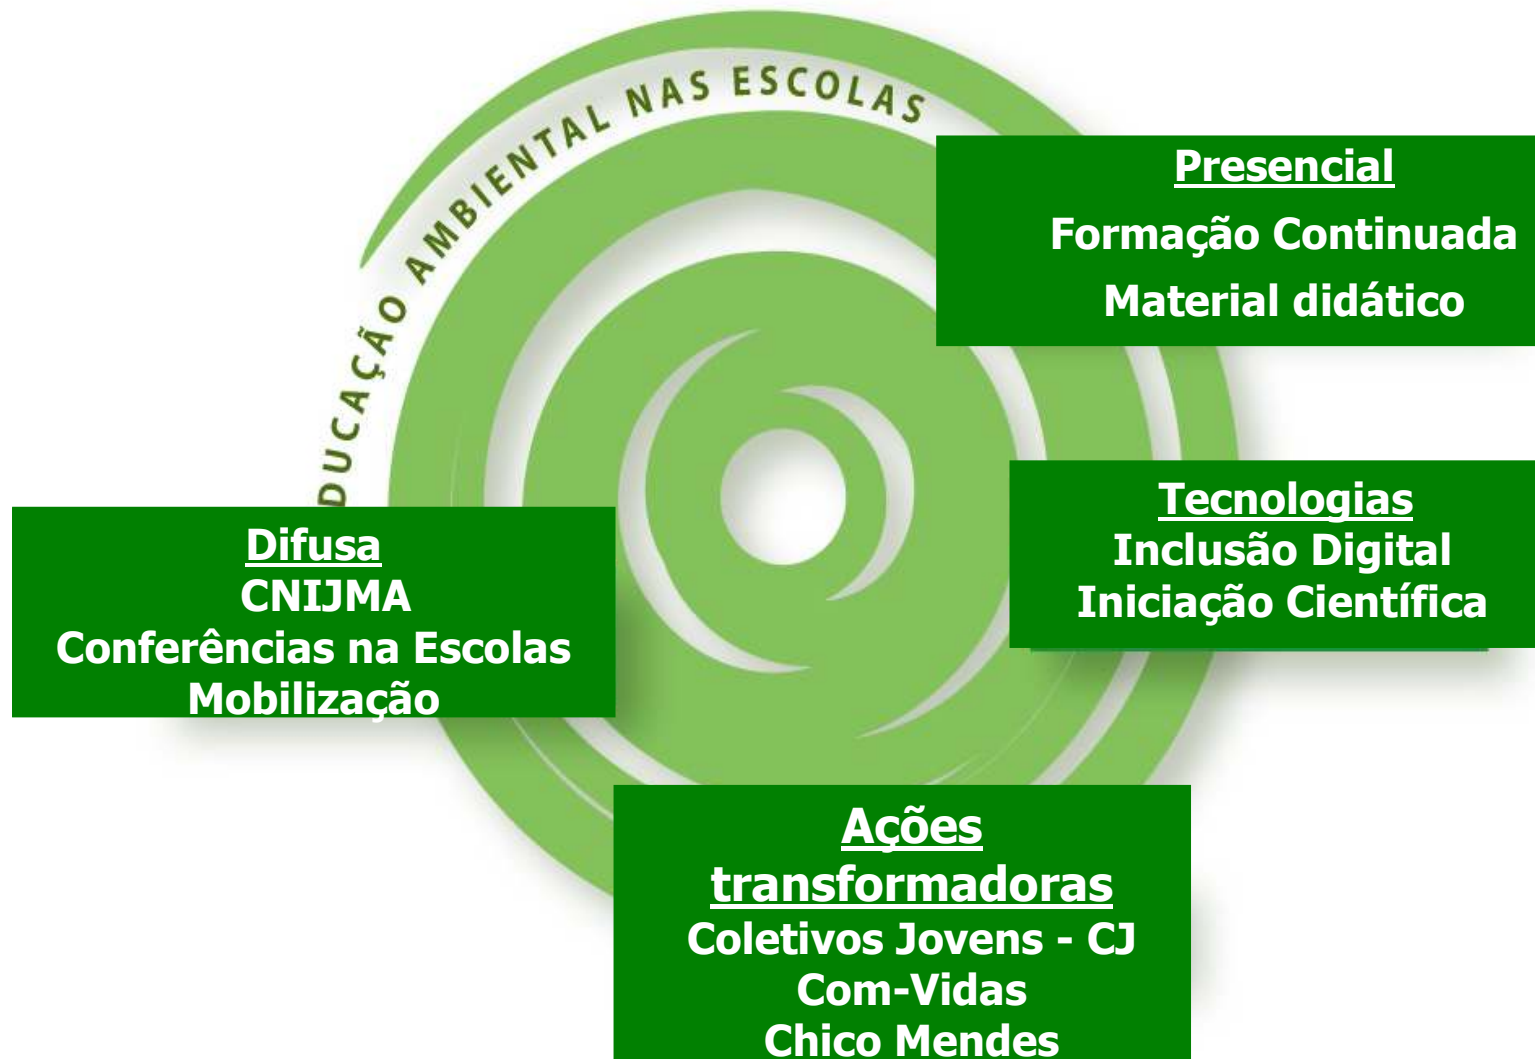 DUCAÇÃO AMBIENTAL NAS ESCOLAS
Presencial
Formação Continuada
Material didático
Tecnologias
Inclusão Digital
Iniciação Científica
Difusa
CNIJMA
Conferências na Escolas
Mobilização
Ações
transformadoras
Coletivos Jovens - CJ
Com-Vidas
Chico Mendes